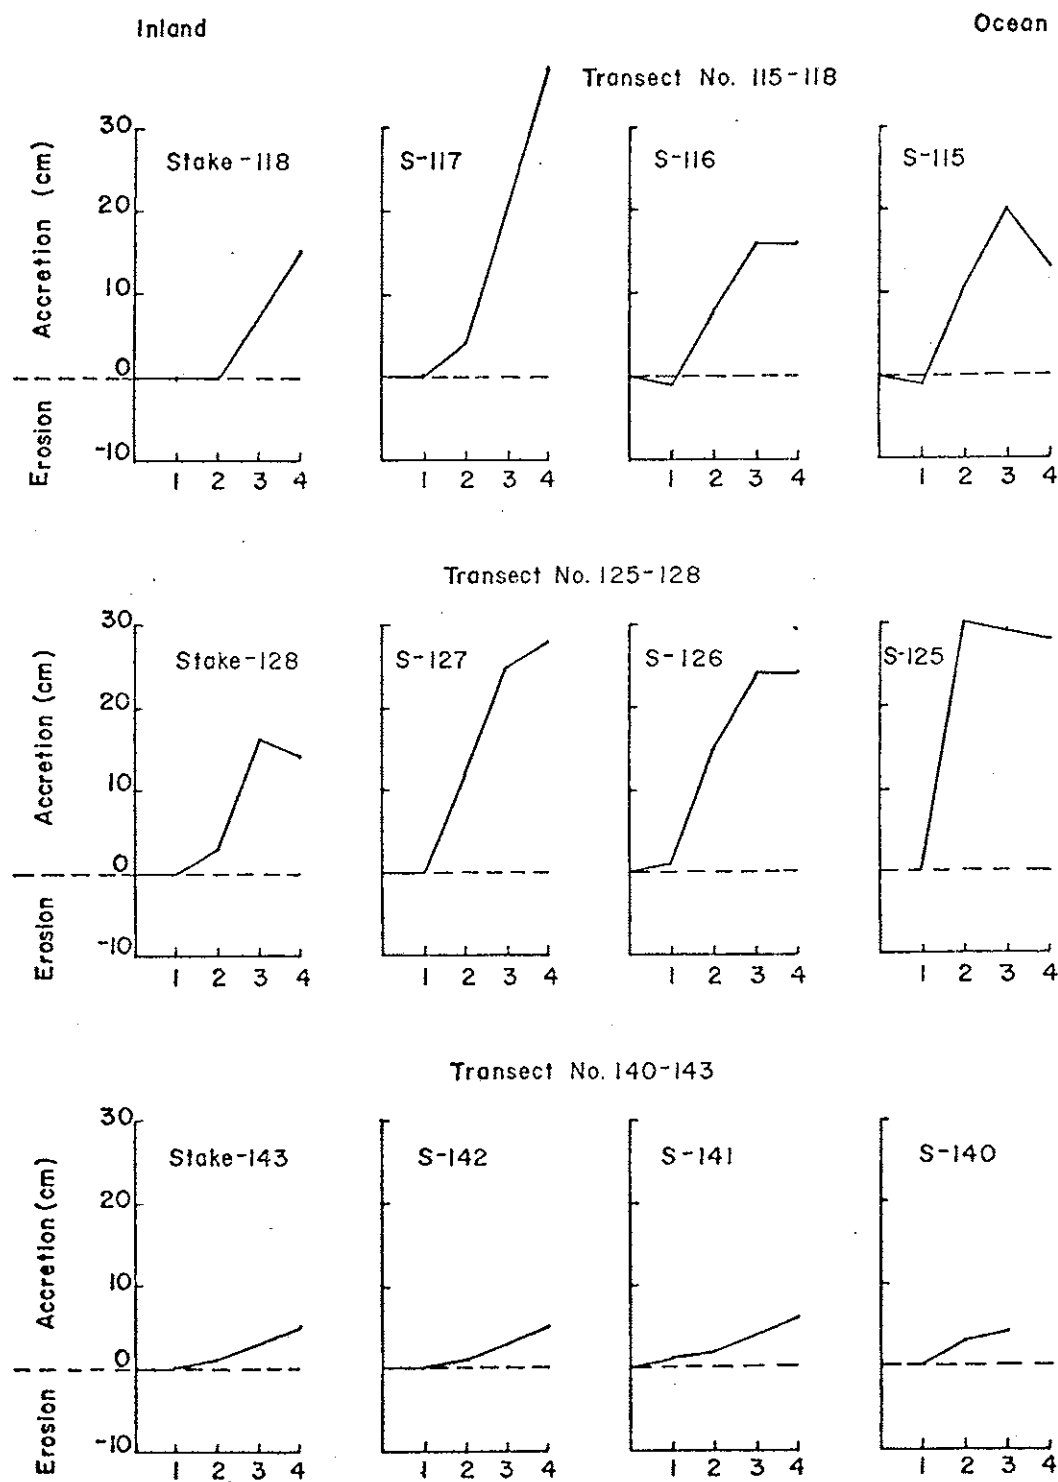 Inland
Ocean
Transect No. 115-118
Accretion (cm)
Erosion
30
20
10
0
-10
Stake-118
1 2 3 4
S-117
1 2 3 4
S-116
1 2 3 4
S-115
1 2 3 4
Transect No. 125-128
Accretion (cm)
Erosion
30
20
10
0
-10
Stake-128
1 2 3 4
S-127
1 2 3 4
S-126
1 2 3 4
S-125
1 2 3 4
Transect No. 140-143
Accretion (cm)
Erosion
30
20
10
0
-10
Stake-143
1 2 3 4
S-142
1 2 3 4
S-141
1 2 3 4
S-140
1 2 3 4